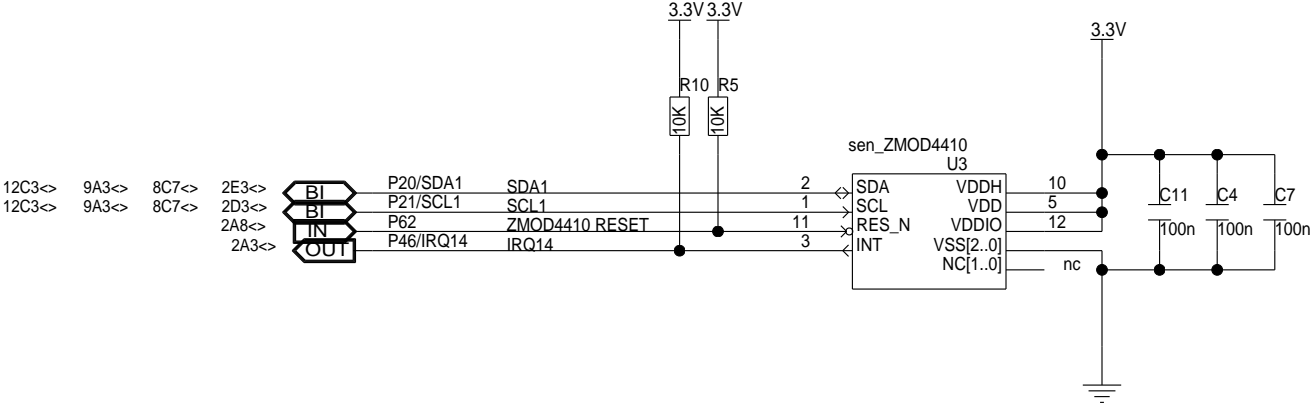 3.3V 3.3V
3.3V
R10 R5
10K 10K
sen_ZMOD4410
U3
12C3<> 9A3<> 8C7<> 2E3<> BI P20/SDA1 SDA1 2 SDA VDDH 10
12C3<> 9A3<> 8C7<> 2D3<> BI P21/SCL1 SCL1 1 SCL VDD 5
2A8<> IN P62 ZMOD4410 RESET 11 RES_N VDDIO 12
2A3<> OUT P46/IRQ14 IRQ14 3 INT VSS[2..0]
NC[1..0] nc
C11 C4 C7
100n 100n 100n